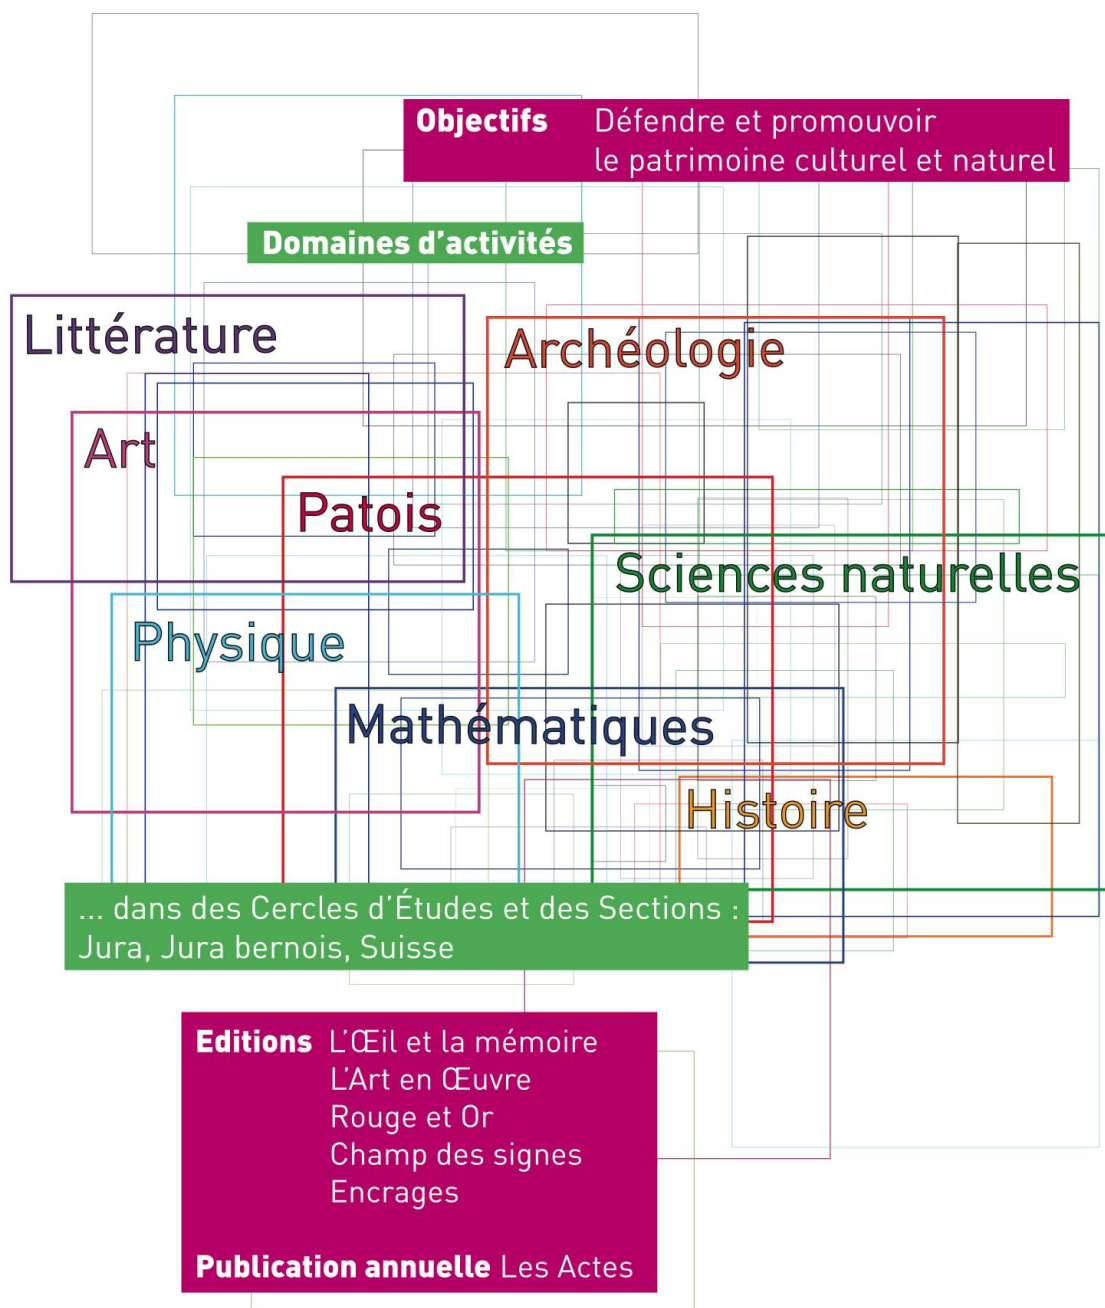 Objectifs Défendre et promouvoir
le patrimoine culturel et naturel
Domaines d’activités
Littérature
Archéologie
Art
Patois
Sciences naturelles
Physique
Mathématiques
Histoire
... dans des Cercles d’Études et des Sections :
Jura, Jura bernois, Suisse
Editions L’Œil et la mémoire
L’Art en Œuvre
Rouge et Or
Champ des signes
Encrages
Publication annuelle Les Actes